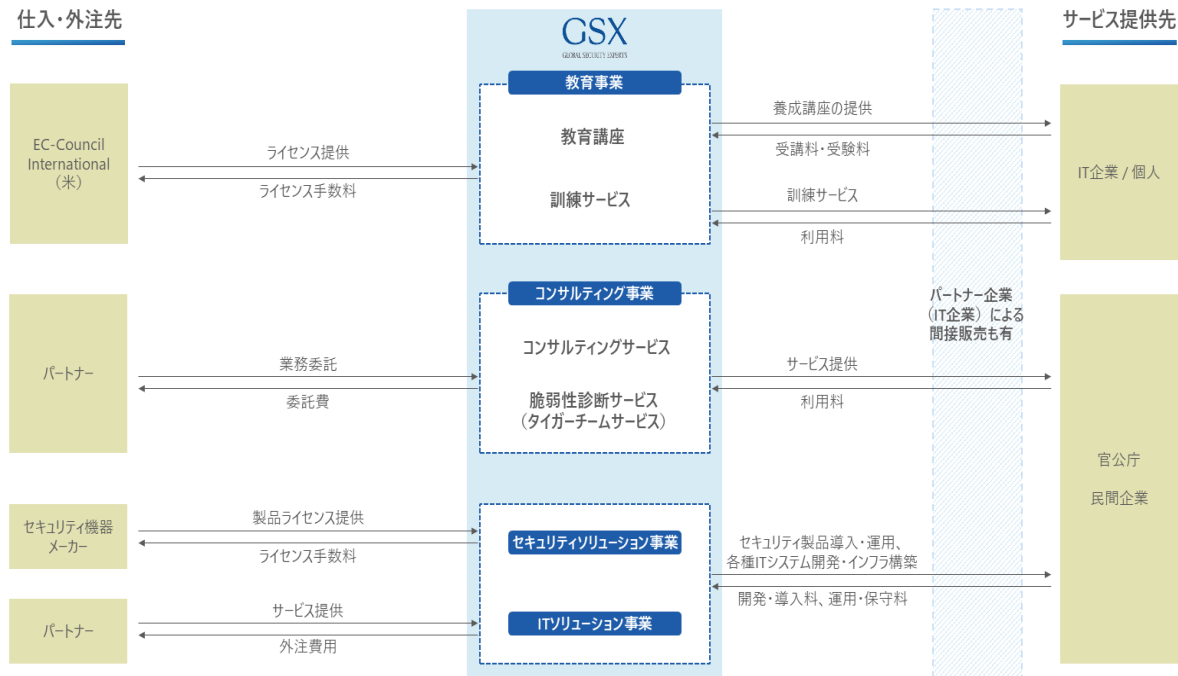 仕入・外注先
GSX
GLOBAL SECURITY EXPERTS
サービス提供先
教育事業
教育講座
訓練サービス
EC-Council
International
（米）
ライセンス提供
ライセンス手数料
養成講座の提供
受講料・受験料
訓練サービス
利用料
IT企業 / 個人
コンサルティング事業
コンサルティングサービス
脆弱性診断サービス
（タイガーチームサービス）
パートナー
業務委託
委託費
サービス提供
利用料
パートナー企業
（IT企業）による
間接販売も有
官公庁
民間企業
セキュリティ機器
メーカー
製品ライセンス提供
ライセンス手数料
セキュリティソリューション事業
セキュリティ製品導入・運用、
各種ITシステム開発・インフラ構築
開発・導入料、運用・保守料
パートナー
サービス提供
外注費用
ITソリューション事業